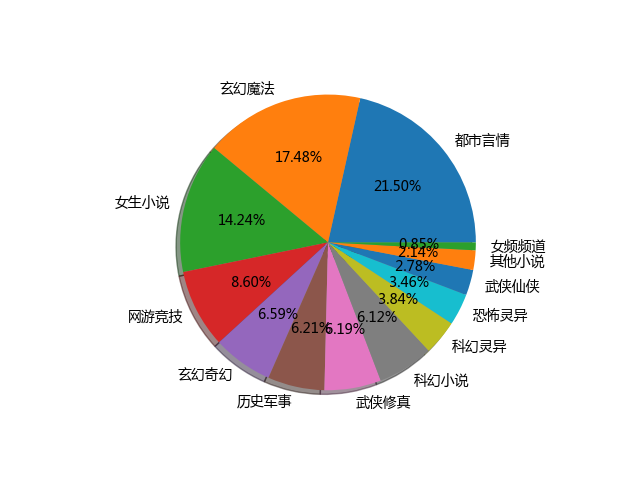 都市言情
21.50%
玄幻魔法
17.48%
女生小说
14.24%
网游竞技
8.60%
玄幻奇幻
6.59%
历史军事
6.21%
武侠修真
6.19%
科幻小说
6.12%
科幻灵异
3.84%
恐怖灵异
3.46%
武侠仙侠
2.78%
其他小说
2.14%
女频频道
0.85%